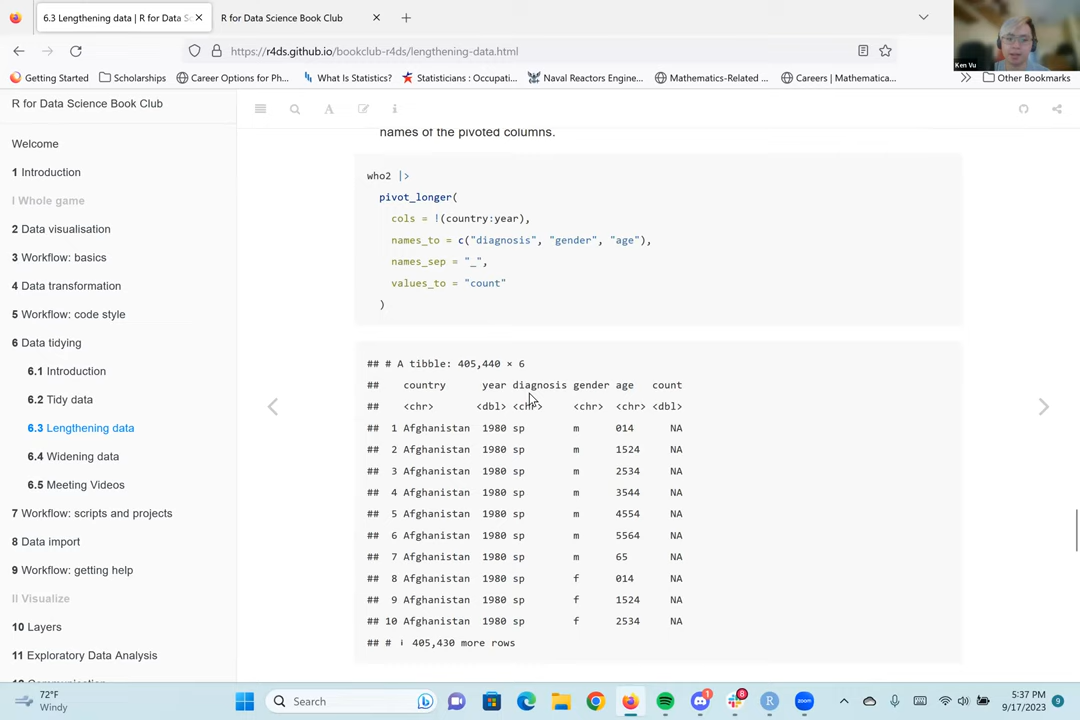 6.3 Lengthening data | R for Data Sc
R for Data Science Book Club
https://r4ds.github.io/bookclub-r4ds/lengthening-data.html
Ken Vu
Getting Started
Scholarships
Career Options for Ph...
What Is Statistics?
Statisticians : Occupati...
Naval Reactors Engine...
Mathematics-Related ...
Careers | Mathematica...
Other Bookmarks
R for Data Science Book Club
Welcome
1 Introduction
I Whole game
2 Data visualisation
3 Workflow: basics
4 Data transformation
5 Workflow: code style
6 Data tidying
6.1 Introduction
6.2 Tidy data
6.3 Lengthening data
6.4 Widening data
6.5 Meeting Videos
7 Workflow: scripts and projects
8 Data import
9 Workflow: getting help
II Visualize
10 Layers
11 Exploratory Data Analysis
12 Communication
names of the pivoted columns.
who2 |>
pivot_longer(
cols = !(country:year),
names_to = c("diagnosis", "gender", "age"),
names_sep = "_",
values_to = "count"
)
## # A tibble: 405,440 × 6
## country year diagnosis gender age count
## <chr> <dbl> <chr> <chr> <chr> <dbl>
## 1 Afghanistan 1980 sp m 014 NA
## 2 Afghanistan 1980 sp m 1524 NA
## 3 Afghanistan 1980 sp m 2534 NA
## 4 Afghanistan 1980 sp m 3544 NA
## 5 Afghanistan 1980 sp m 4554 NA
## 6 Afghanistan 1980 sp m 5564 NA
## 7 Afghanistan 1980 sp m 65 NA
## 8 Afghanistan 1980 sp f 014 NA
## 9 Afghanistan 1980 sp f 1524 NA
## 10 Afghanistan 1980 sp f 2534 NA
## # ℹ 405,430 more rows
72°F
Windy
Search
1
8
zoom
5:37 PM
9/17/2023
9